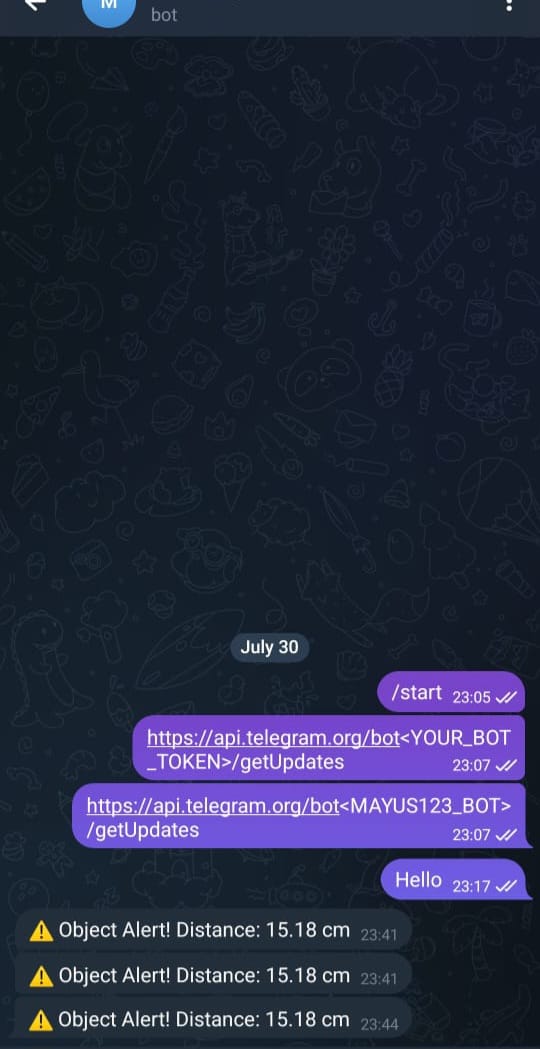 M
bot
July 30
/start 23:05
https://api.telegram.org/bot<YOUR_BOT
_TOKEN>/getUpdates 23:07
https://api.telegram.org/bot<MAYUS123_BOT>
/getUpdates 23:07
Hello 23:17
⚠️ Object Alert! Distance: 15.18 cm 23:41
⚠️ Object Alert! Distance: 15.18 cm 23:41
⚠️ Object Alert! Distance: 15.18 cm 23:44